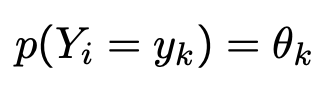 p(Y_i = y_k) = θ_k